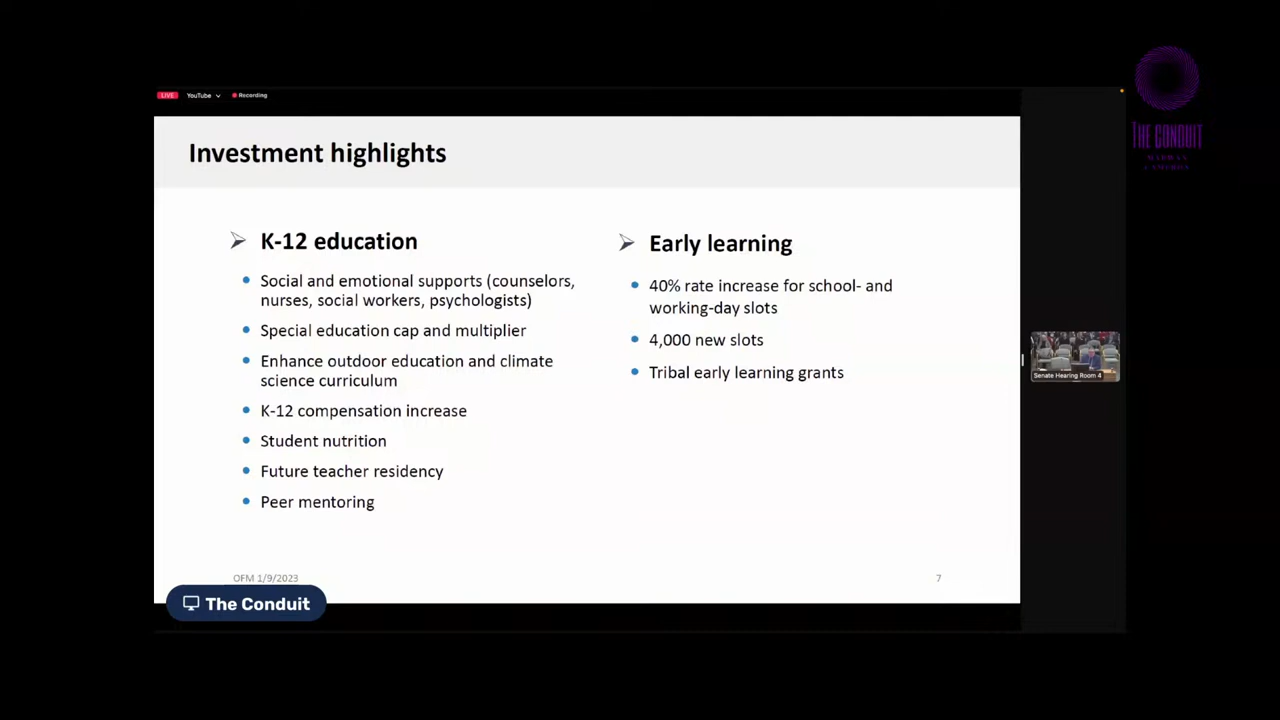 LIVE YouTube Recording
Investment highlights
K-12 education
Social and emotional supports (counselors,
nurses, social workers, psychologists)
Special education cap and multiplier
Enhance outdoor education and climate
science curriculum
K-12 compensation increase
Student nutrition
Future teacher residency
Peer mentoring
Early learning
40% rate increase for school- and
working-day slots
4,000 new slots
Tribal early learning grants
OFM 1/9/2023
7
The Conduit
Senate Hearing Room 4
THE CONDUIT